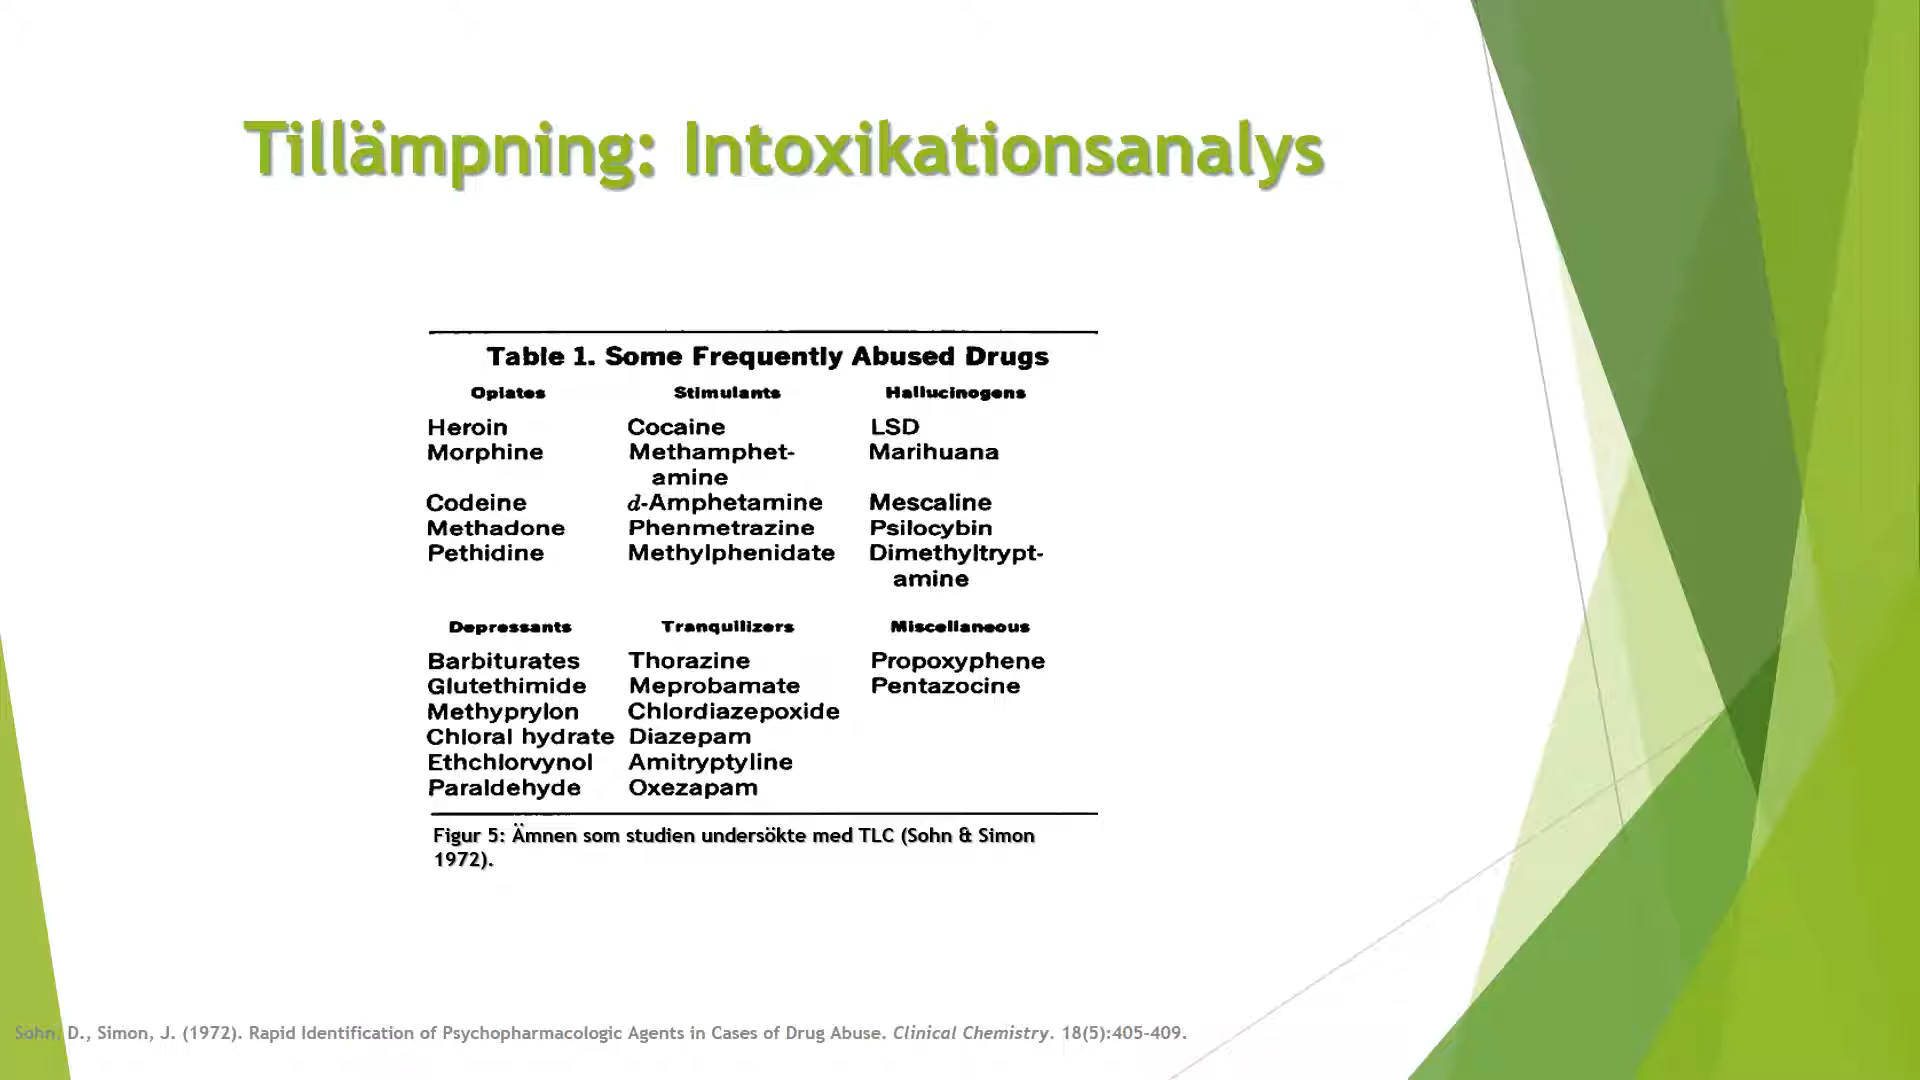 Tillämpning: Intoxikationsanalys
Table 1. Some Frequently Abused Drugs
Opiates Stimulants Hallucinogens
Heroin Cocaine LSD
Morphine Methamphet- Marihuana
amine
Codeine d-Amphetamine Mescaline
Methadone Phenmetrazine Psilocybin
Pethidine Methylphenidate Dimethyltrypt-
amine
Depressants Tranquilizers Miscellaneous
Barbiturates Thorazine Propoxyphene
Glutethimide Meprobamate Pentazocine
Methyprylon Chlordiazepoxide
Chloral hydrate Diazepam
Ethchlorvynol Amitryptyline
Paraldehyde Oxezapam
Figur 5: Ämnen som studien undersökte med TLC (Sohn & Simon
1972).
Sohn, D., Simon, J. (1972). Rapid Identification of Psychopharmacologic Agents in Cases of Drug Abuse. Clinical Chemistry. 18(5):405-409.